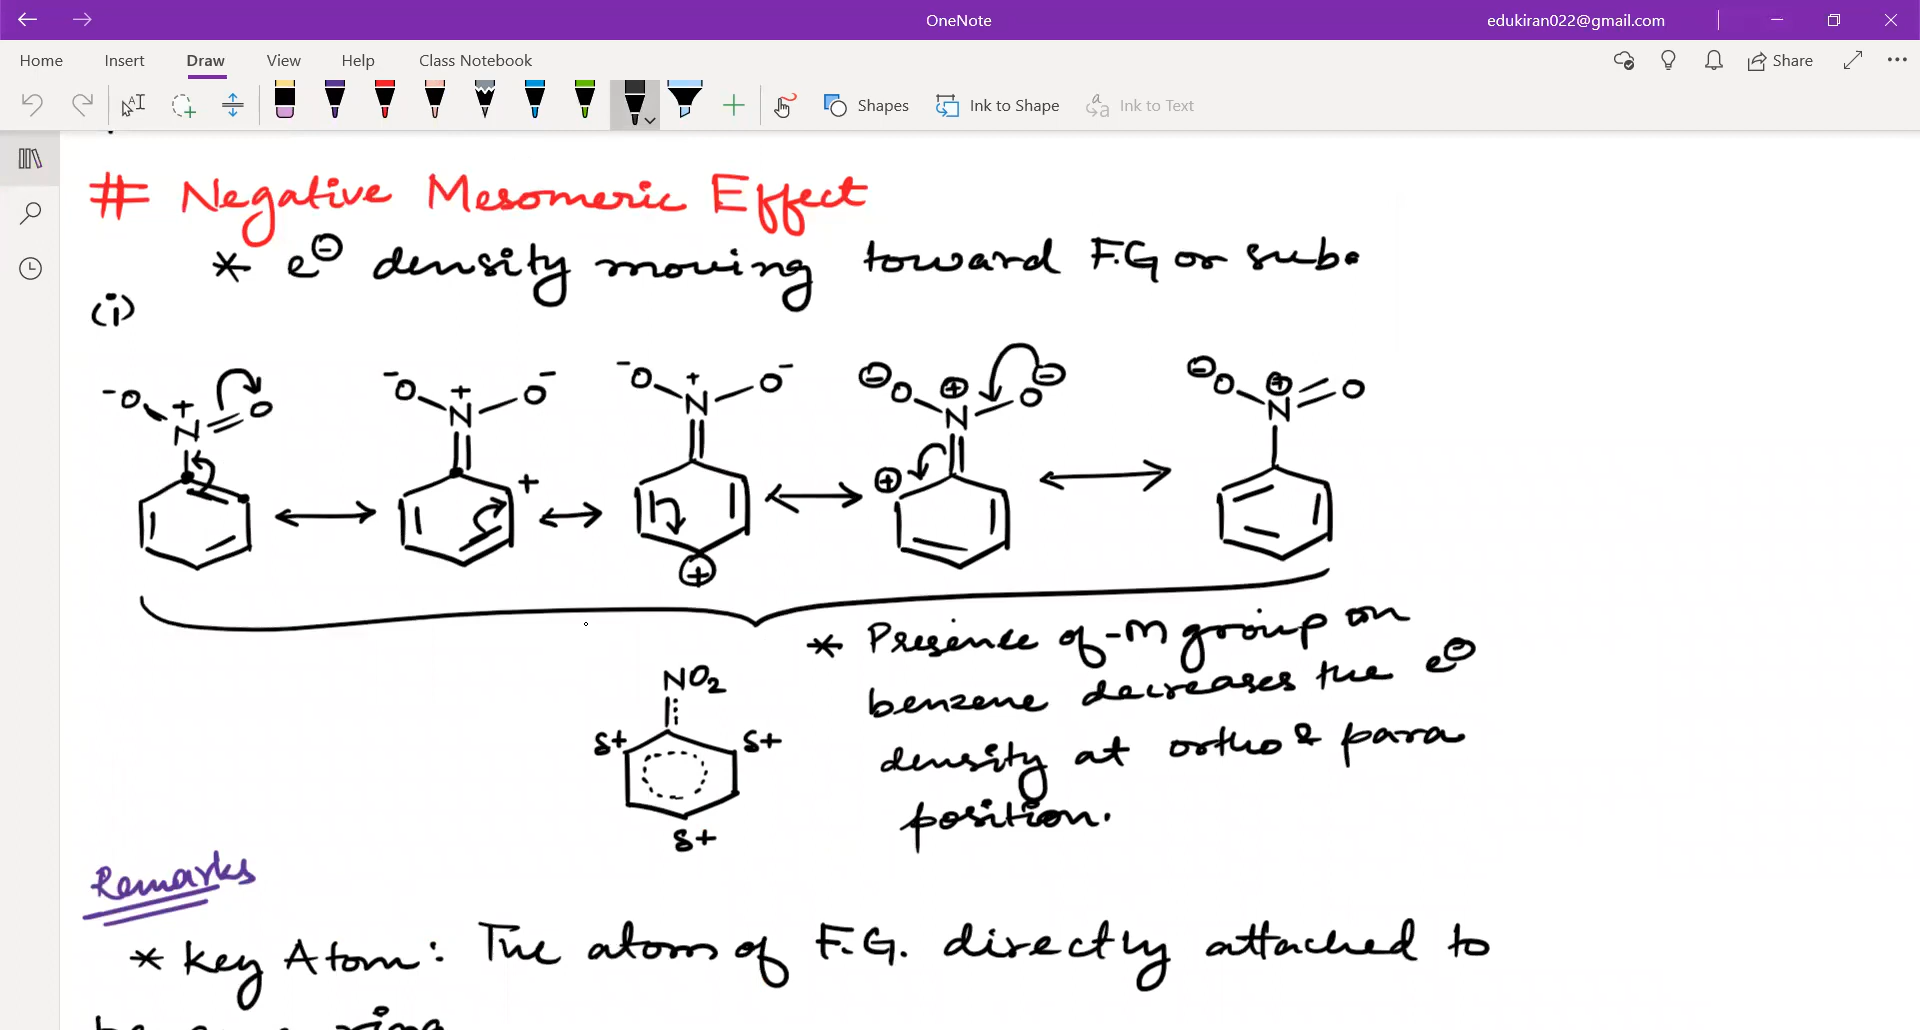 OneNote
edukiran022@gmail.com
Home Insert Draw View Help Class Notebook
Share
Shapes Ink to Shape Ink to Text
# Negative Mesomeric Effect
* e⊖ density moving toward F.G or subs.
(i)
⁻O N⁺ O ⁻O N⁺ O⁻ ⁻O N⁺ O⁻ ⊖O N⊕ O⊖ ⊖O N⊕ O
+ ⊕
⊕
* Presence of -M group on
benzene decreases the e⊖
density at ortho & para
position.
NO₂
δ+ δ+
δ+
Remarks
* Key Atom: The atom of F.G. directly attached to